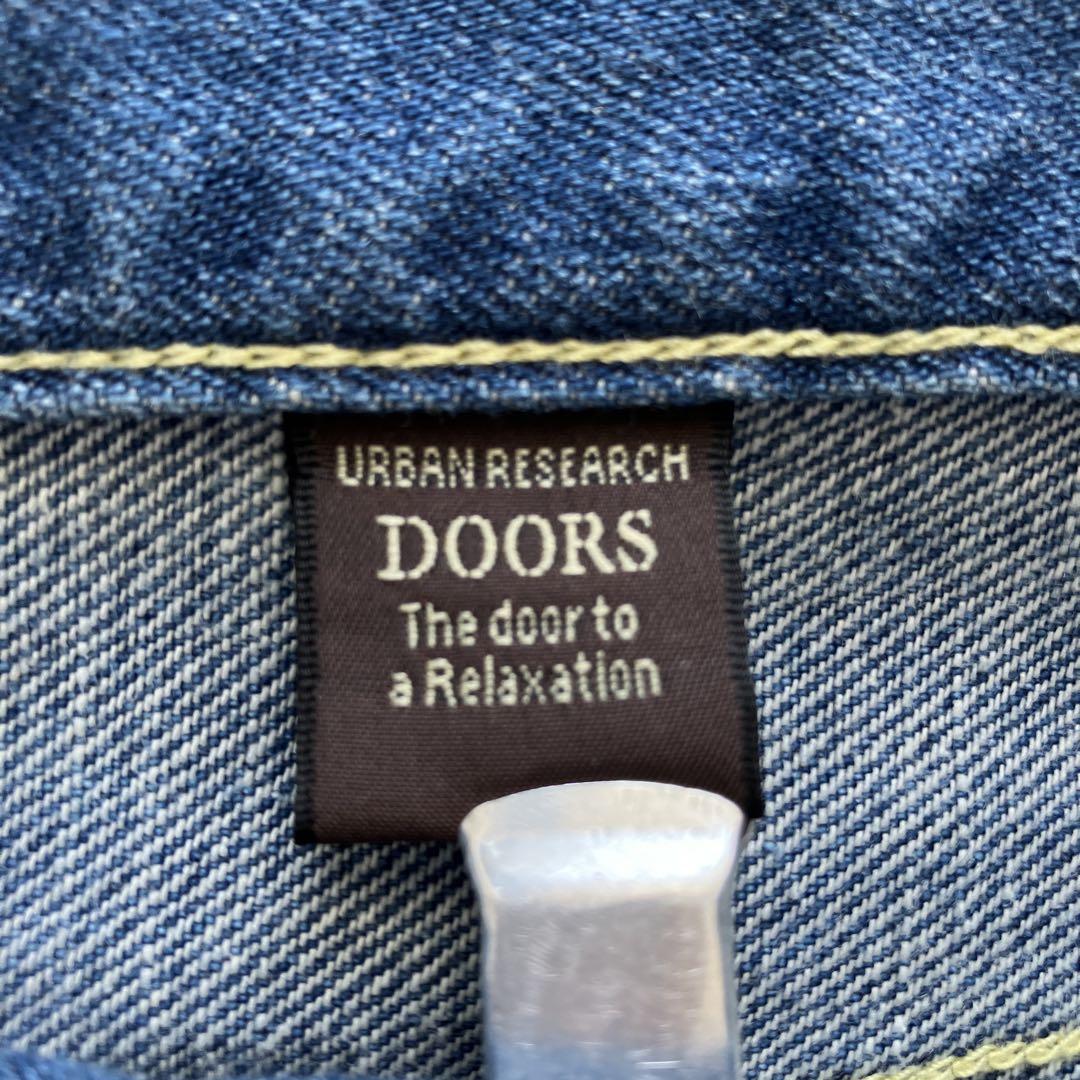 URBAN RESEARCH
DOORS
The door to
a Relaxation